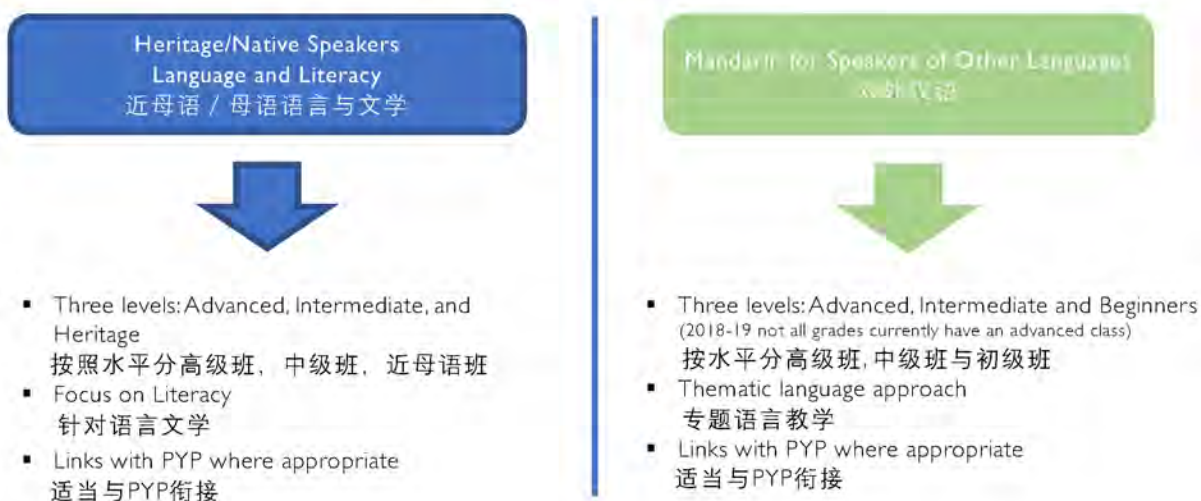 Heritage/Native Speakers
Language and Literacy
近母语 / 母语语言与文学
Three levels: Advanced, Intermediate, and
Heritage
按照水平分高级班, 中级班, 近母语班
Focus on Literacy
针对语言文学
Links with PYP where appropriate
适当与PYP衔接
Mandarin for Speakers of Other Languages
对外汉语
Three levels: Advanced, Intermediate and Beginners
(2018-19 not all grades currently have an advanced class)
按水平分高级班, 中级班与初级班
Thematic language approach
专题语言教学
Links with PYP where appropriate
适当与PYP衔接